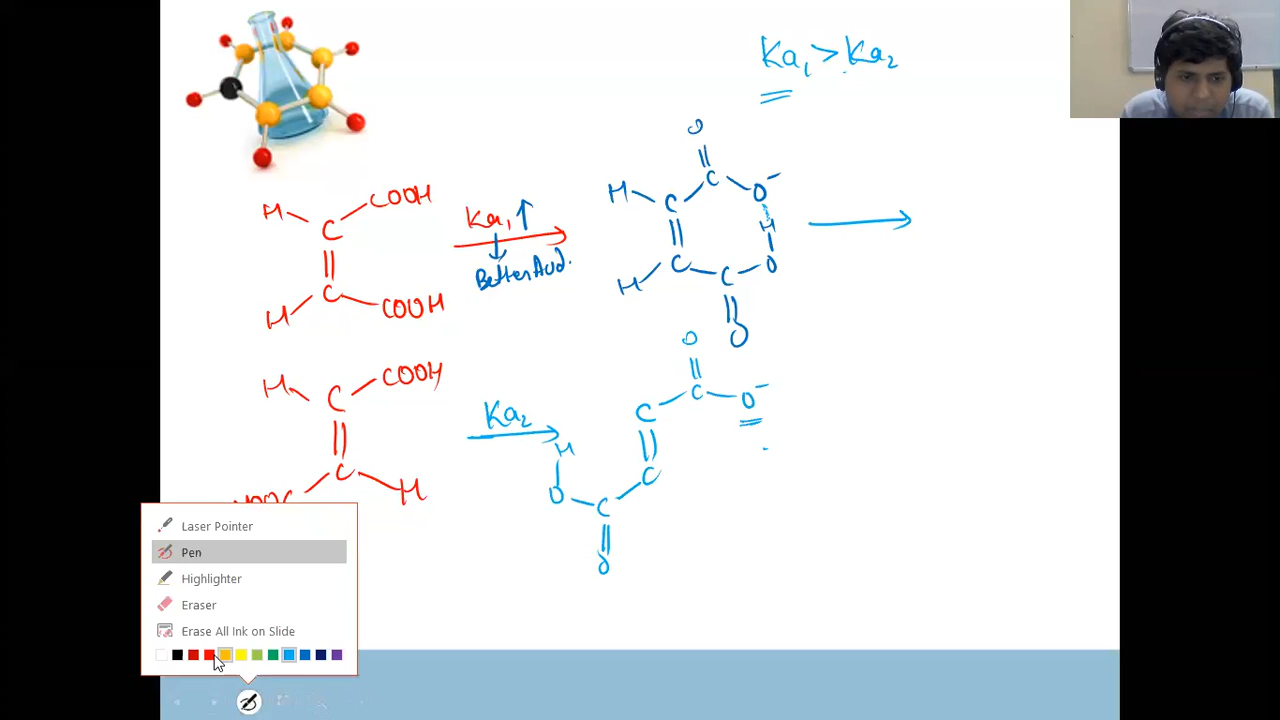 Ka1 > Ka2
H COOH
C
||
C
H COOH
Ka1 ↑
Better Acid.
O
||
H C O⁻
C
|| H
C O
H C
||
O
H COOH
C
||
C
H
Ka2
O
||
C O⁻
C
||
C
H
O C
||
O
Laser Pointer
Pen
Highlighter
Eraser
Erase All Ink on Slide